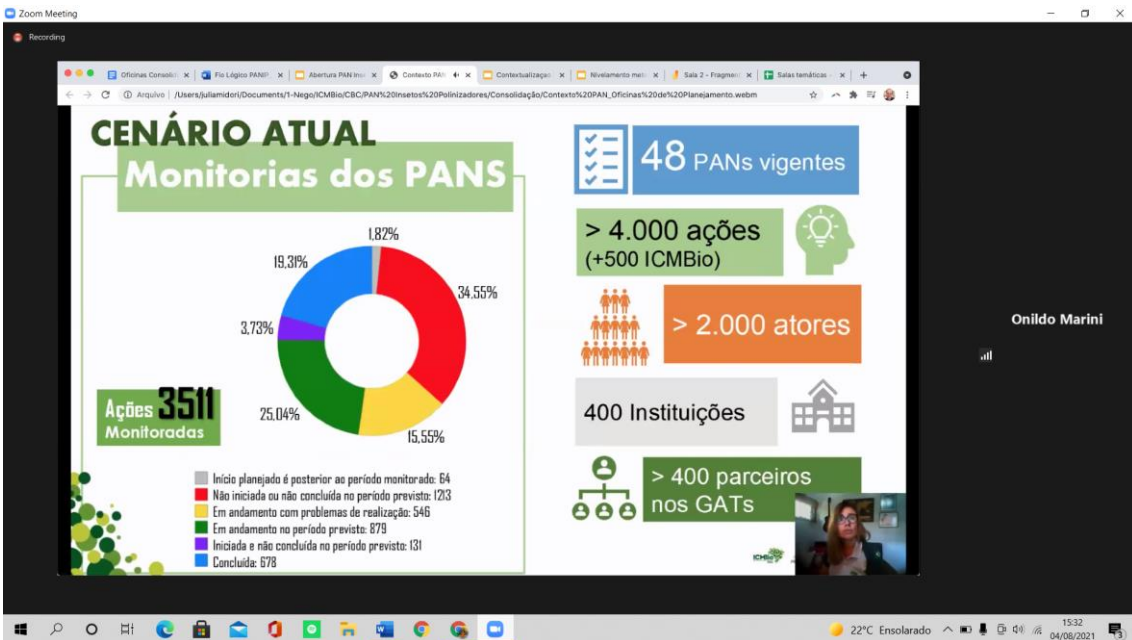 Zoom Meeting
Recording
Oficinas Consolid
Fio Lógico PANIP
Abertura PAN Inse
Contexto PAN
Contextualizaçao
Nivelamento meto
Sala 2 - Fragmen
Salas temáticas
Arquivo | /Users/juliamidori/Documents/1-Nego/ICMBio/CBC/PAN%20Insetos%20Polinizadores/Consolidação/Contexto%20PAN_Oficinas%20de%20Planejamento.webm
CENÁRIO ATUAL
Monitorias dos PANS
1,82%
19,31%
34,55%
3,73%
25,04%
15,55%
Ações 3511
Monitoradas
Início planejado é posterior ao período monitorado: 64
Não iniciada ou não concluída no período previsto: 1213
Em andamento com problemas de realização: 546
Em andamento no período previsto: 879
Iniciada e não concluída no período previsto: 131
Concluída: 678
48 PANs vigentes
> 4.000 ações
(+500 ICMBio)
> 2.000 atores
400 Instituições
> 400 parceiros
nos GATs
ICMBio
Onildo Marini
22°C Ensolarado
15:32
04/08/2021